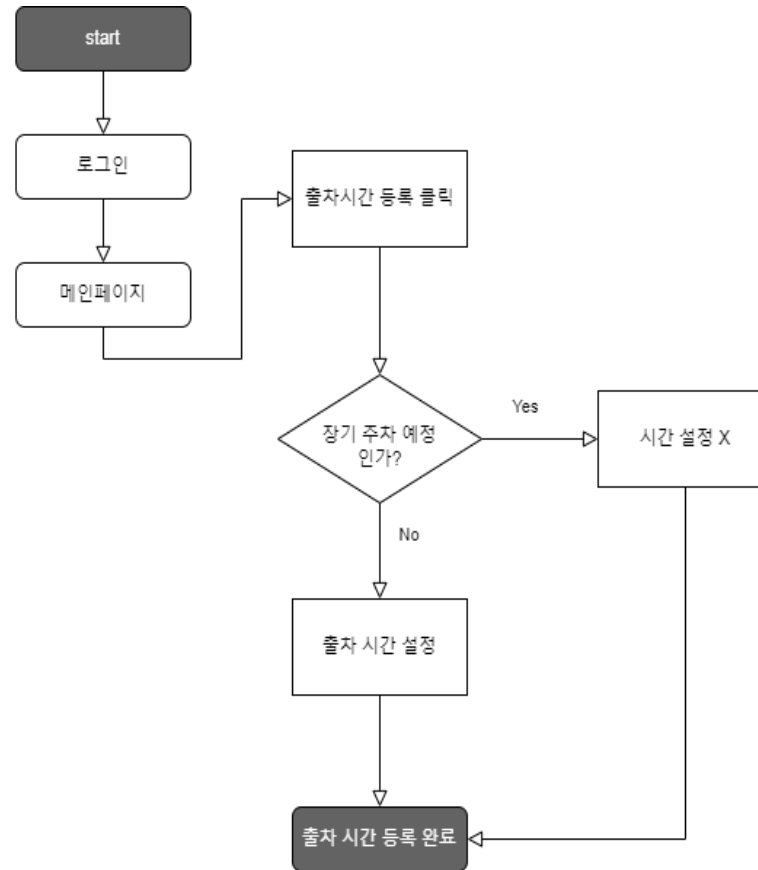 start
로그인
메인페이지
출차시간 등록 클릭
장기 주차 예정
인가?
Yes
시간 설정 X
No
출차 시간 설정
출차 시간 등록 완료